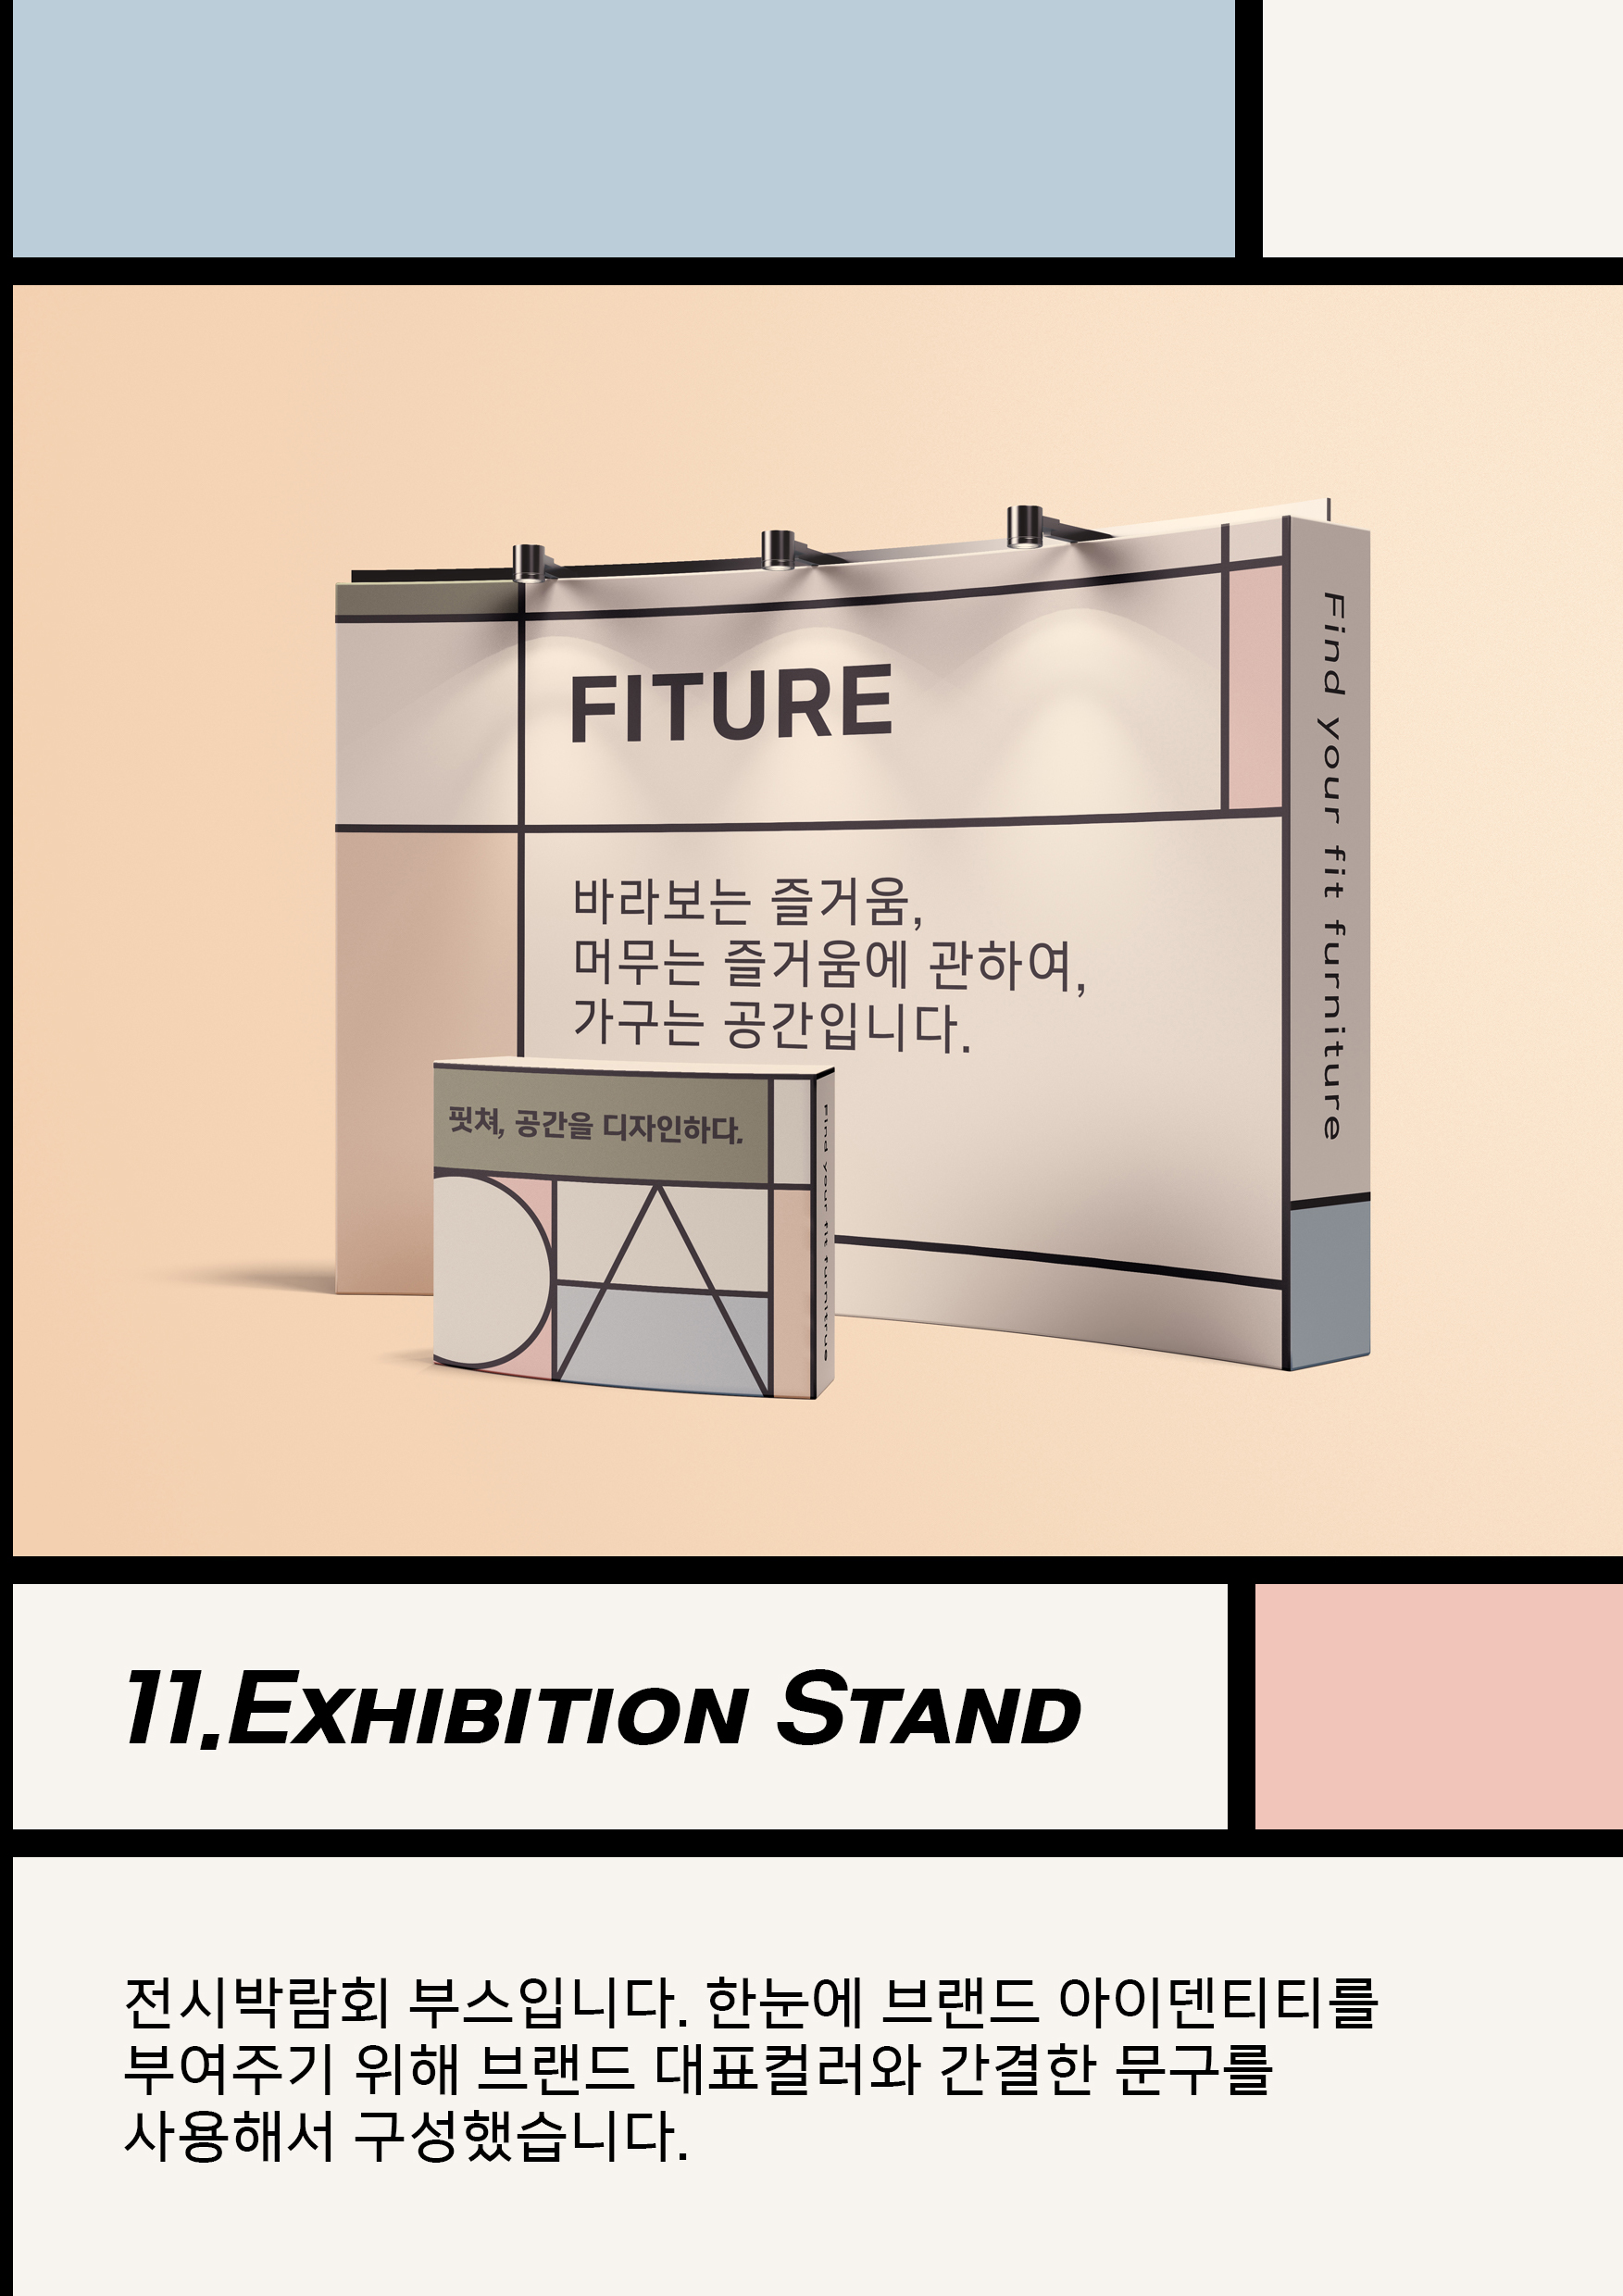 FITURE
바라보는 즐거움,
머무는 즐거움에 관하여,
가구는 공간입니다.
Find your fit furniture
핏쳐, 공간을 디자인하다.
Find your fit furniture
11.EXHIBITION STAND
전시박람회 부스입니다. 한눈에 브랜드 아이덴티티를
부여주기 위해 브랜드 대표컬러와 간결한 문구를
사용해서 구성했습니다.